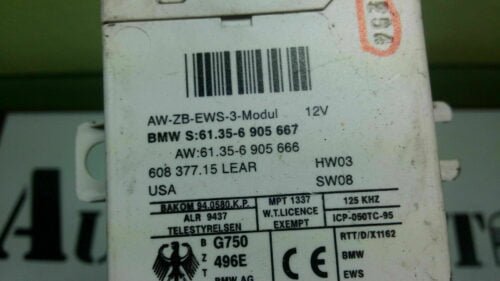 AW-ZB-EWS-3-Modul 12V
BMW S:61.35-6 905 667
AW:61.35-6 905 666
608 377.15 LEAR HW03
USA SW08
BAKOM 94.0580.K.P. MPT 1337 125 KHZ
ALR 9437 W.T.LICENCE ICP-050TC-95
TELESTYRELSEN EXEMPT
B G750 RTT/D/X1162
Z 496E CE BMW
T BMW AG EWS